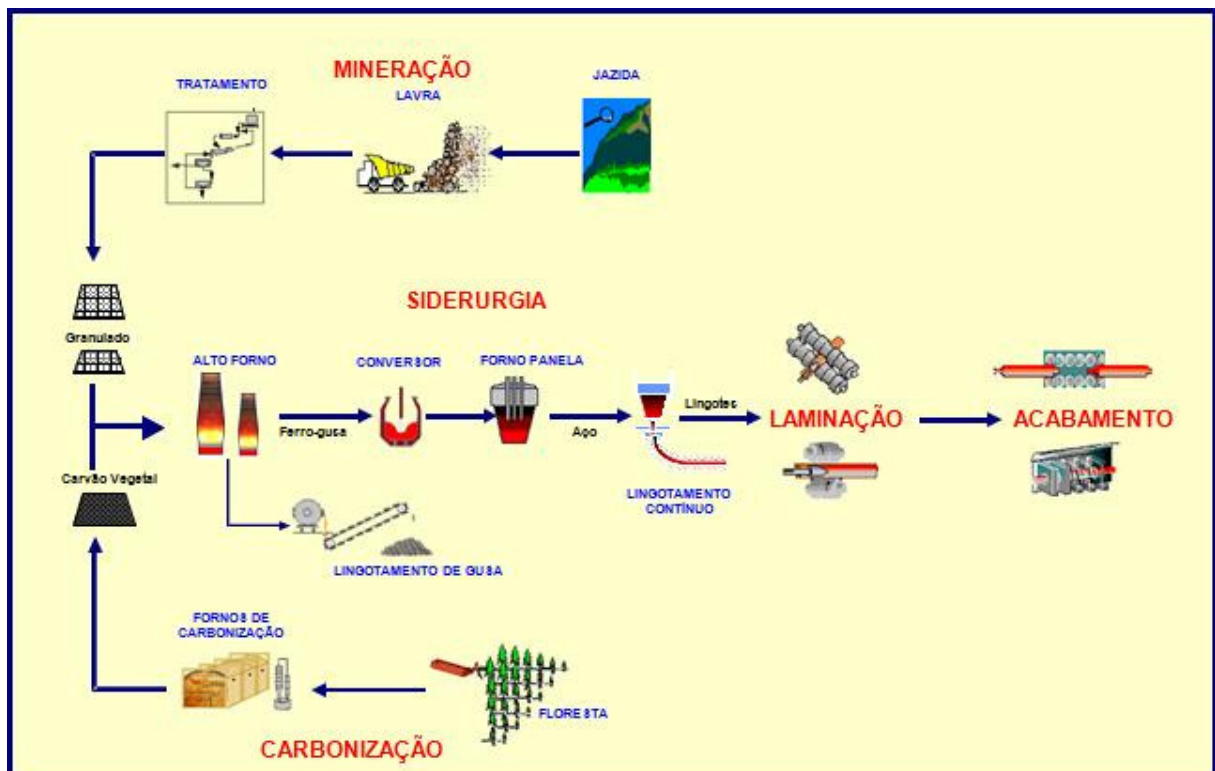 MINERAÇÃO
JAZIDA
TRATAMENTO
LAVRA
SIDERURGIA
Granulado
ALTO FORNO
CONVERSOR
FORNO PANELA
Lingotes
LAMINAÇÃO
ACABAMENTO
Ferro-gusa
Aço
Carvão Vegetal
LINGOTAMENTO
CONTÍNUO
LINGOTAMENTO DE GUSA
FORNOS DE
CARBONIZAÇÃO
FLORESTA
CARBONIZAÇÃO